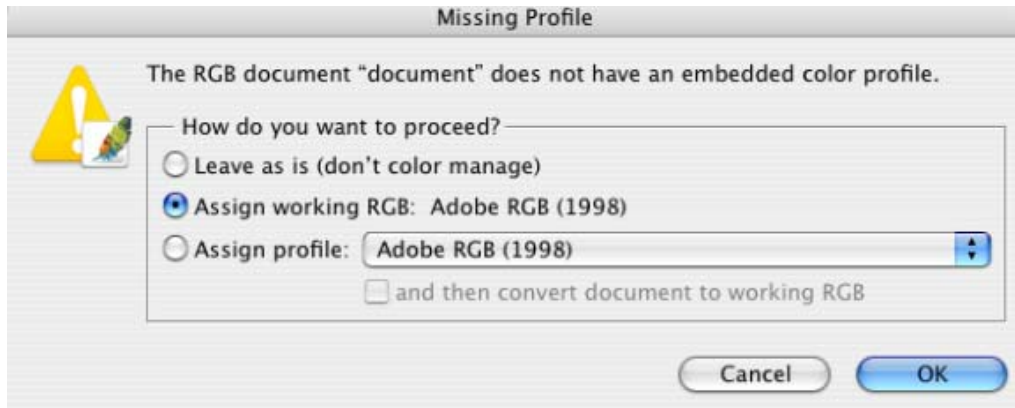 Missing Profile
The RGB document “document” does not have an embedded color profile.
How do you want to proceed?
Leave as is (don’t color manage)
Assign working RGB: Adobe RGB (1998)
Assign profile: Adobe RGB (1998)
and then convert document to working RGB
Cancel OK